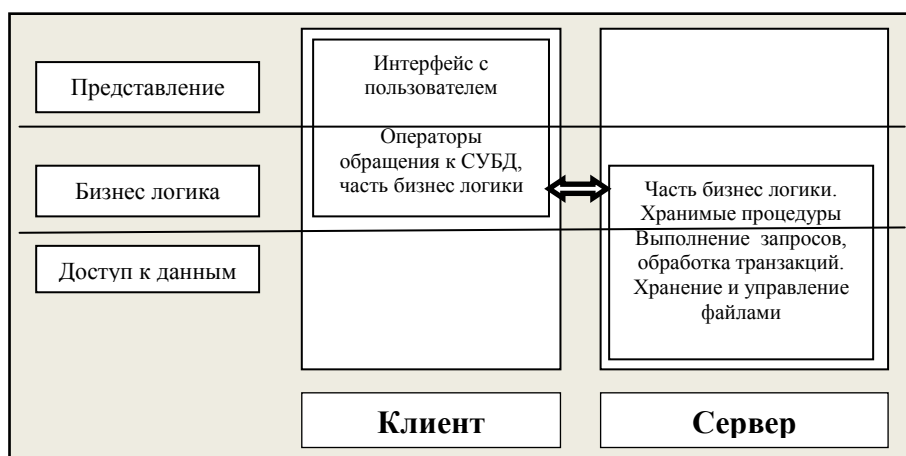 Представление
Бизнес логика
Доступ к данным
Интерфейс с
пользователем
Операторы
обращения к СУБД,
часть бизнес логики
Часть бизнес логики.
Хранимые процедуры
Выполнение запросов,
обработка транзакций.
Хранение и управление
файлами
Клиент
Сервер